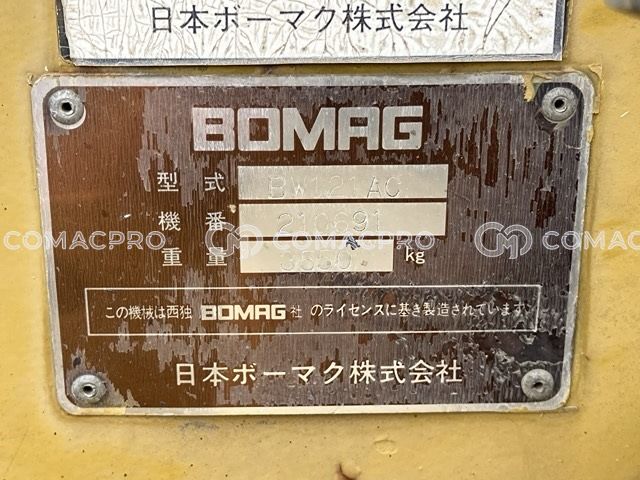 日本ボーマク株式会社
BOMAG
型式 BW121AC
機番
重量 kg
COMACPRO COMACPRO COMACPRO
この機械は西独 BOMAG 社 のライセンスに基き製造されています
日本ボーマク株式会社